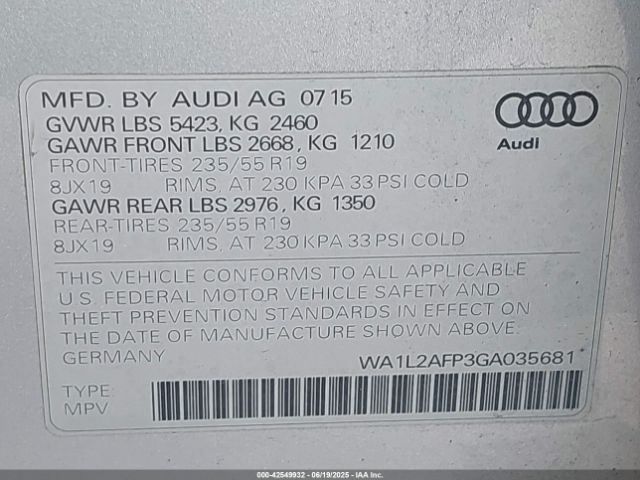 MFD. BY AUDI AG 07 15
GVWR LBS 5423, KG 2460
GAWR FRONT LBS 2668, KG 1210
FRONT-TIRES 235/55 R19
8JX19 RIMS, AT 230 KPA 33 PSI COLD
GAWR REAR LBS 2976, KG 1350
REAR-TIRES 235/55 R19
8JX19 RIMS, AT 230 KPA 33 PSI COLD
Audi
THIS VEHICLE CONFORMS TO ALL APPLICABLE
U.S. FEDERAL MOTOR VEHICLE SAFETY AND
THEFT PREVENTION STANDARDS IN EFFECT ON
THE DATE OF MANUFACTURE SHOWN ABOVE.
GERMANY
WA1L2AFP3GA035681
TYPE:
MPV
000-42549932 - 06/19/2025 - IAAI, Inc.